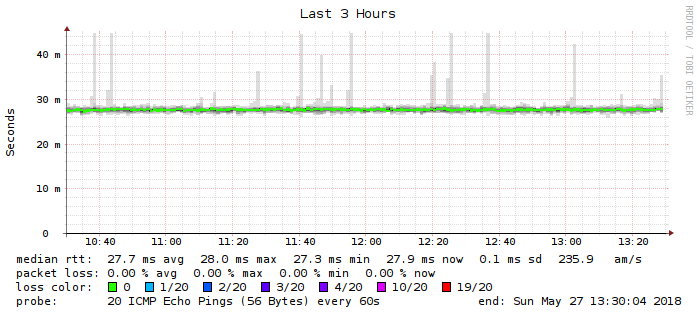 Last 3 Hours
RRDTOOL / TOBI OETIKER
Seconds
40 m
30 m
20 m
10 m
0
10:40 11:00 11:20 11:40 12:00 12:20 12:40 13:00 13:20
median rtt: 27.7 ms avg 28.0 ms max 27.3 ms min 27.9 ms now 0.1 ms sd 235.9 am/s
packet loss: 0.00 % avg 0.00 % max 0.00 % min 0.00 % now
loss color: 0 1/20 2/20 3/20 4/20 10/20 19/20
probe: 20 ICMP Echo Pings (56 Bytes) every 60s end: Sun May 27 13:30:04 2018